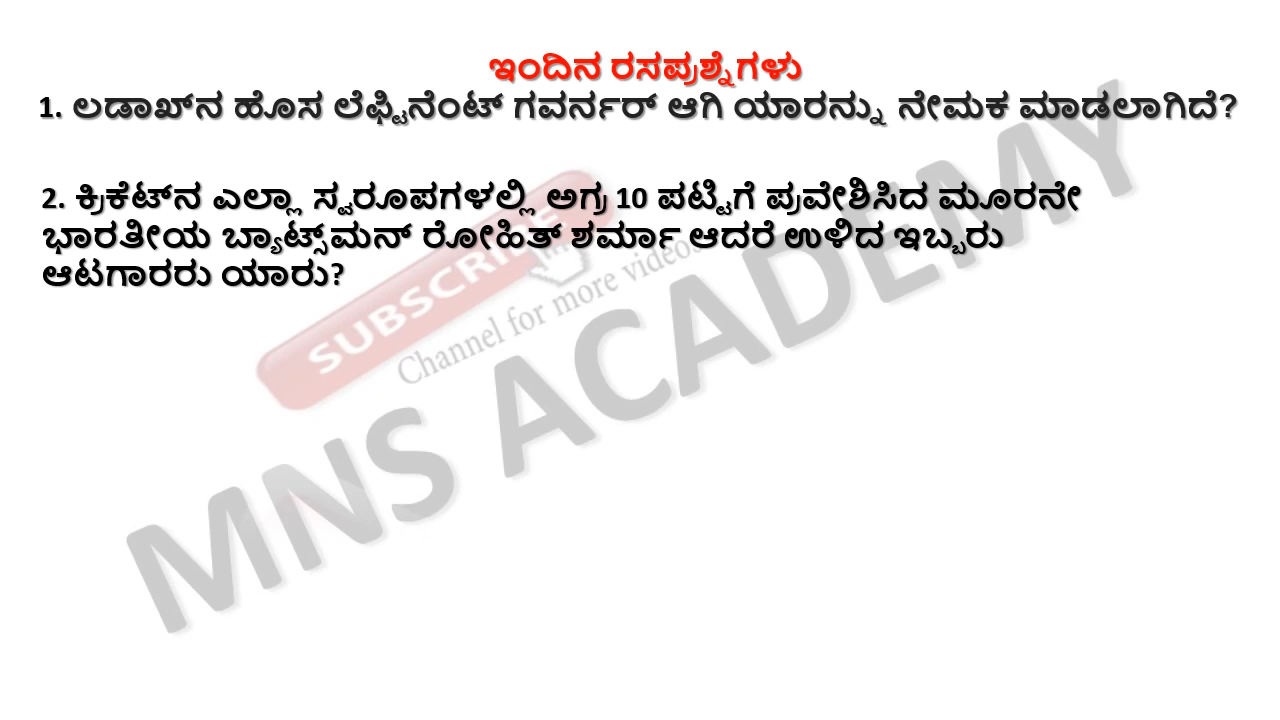 ಇಂದಿನ ರಸಪ್ರಶ್ನೆಗಳು
1. ಲಡಾಖ್‌ನ ಹೊಸ ಲೆಫ್ಟಿನೆಂಟ್ ಗವರ್ನರ್ ಆಗಿ ಯಾರನ್ನು ನೇಮಕ ಮಾಡಲಾಗಿದೆ?
2. ಕ್ರಿಕೆಟ್‌ನ ಎಲ್ಲಾ ಸ್ವರೂಪಗಳಲ್ಲಿ ಅಗ್ರ 10 ಪಟ್ಟಿಗೆ ಪ್ರವೇಶಿಸಿದ ಮೂರನೇ
ಭಾರತೀಯ ಬ್ಯಾಟ್ಸ್‌ಮನ್ ರೋಹಿತ್ ಶರ್ಮಾ ಆದರೆ ಉಳಿದ ಇಬ್ಬರು
ಆಟಗಾರರು ಯಾರು?
SUBSCRIBE
Channel for more videos
MNS ACADEMY